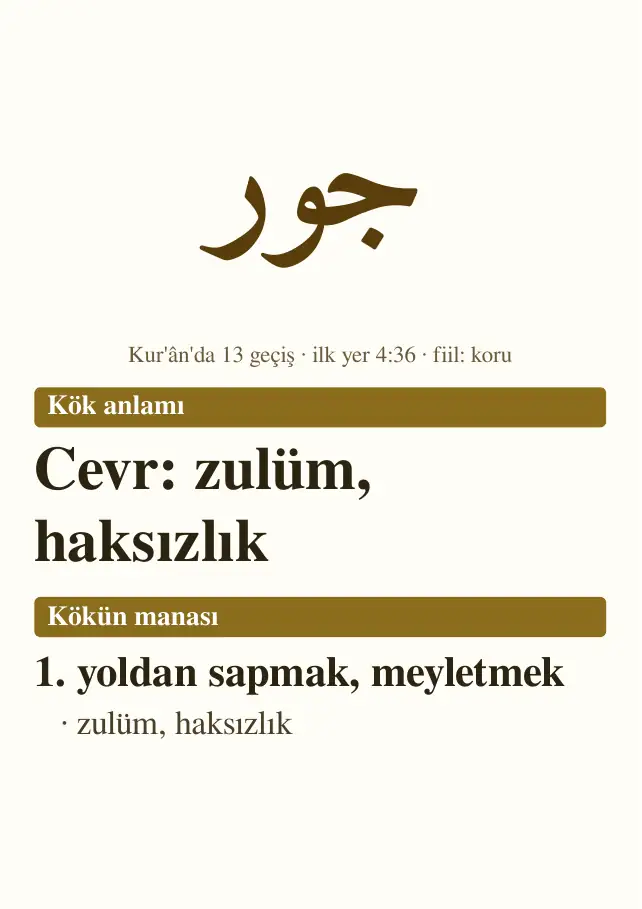 جور
Kur'ân'da 13 geçiş · ilk yer 4:36 · fiil: koru
Kök anlamı
Cevr: zulüm,
haksızlık
Kökün manası
1. yoldan sapmak, meyletmek
· zulüm, haksızlık